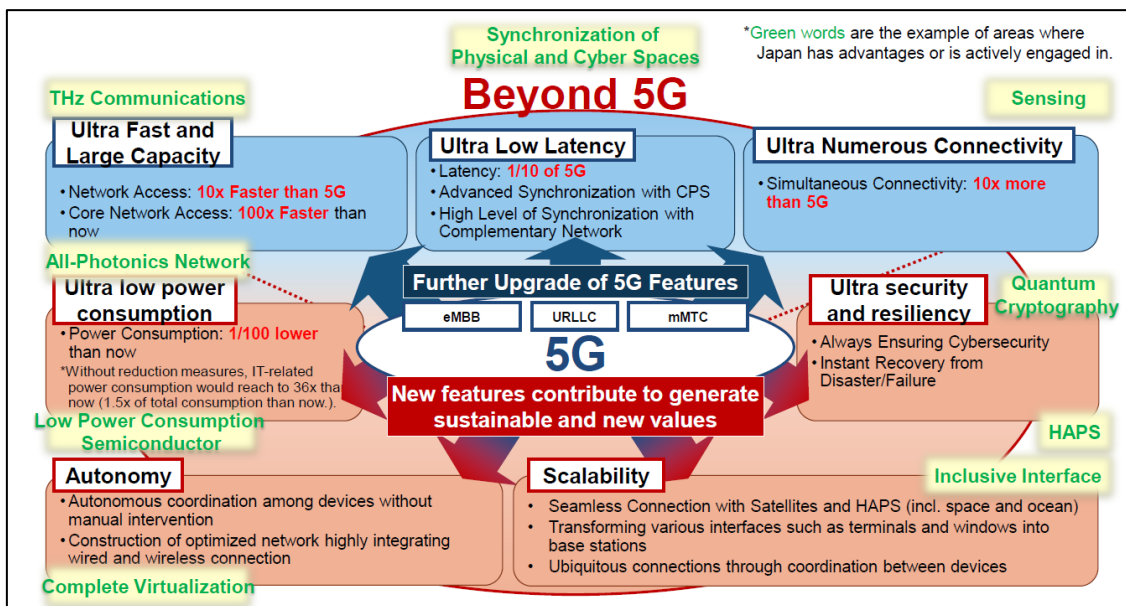 Synchronization of
Physical and Cyber Spaces
*Green words are the example of areas where
Japan has advantages or is actively engaged in.
Beyond 5G
THz Communications
Sensing
Ultra Fast and
Large Capacity
• Network Access: 10x Faster than 5G
• Core Network Access: 100x Faster than
now
Ultra Low Latency
• Latency: 1/10 of 5G
• Advanced Synchronization with CPS
• High Level of Synchronization with
Complementary Network
Ultra Numerous Connectivity
• Simultaneous Connectivity: 10x more
than 5G
All-Photonics Network
Ultra low power
consumption
• Power Consumption: 1/100 lower
than now
*Without reduction measures, IT-related
power consumption would reach to 36x than
now (1.5x of total consumption than now.).
Low Power Consumption
Semiconductor
Further Upgrade of 5G Features
eMBB
URLLC
mMTC
5G
New features contribute to generate
sustainable and new values
Quantum
Cryptography
Ultra security
and resiliency
• Always Ensuring Cybersecurity
• Instant Recovery from
Disaster/Failure
HAPS
Inclusive Interface
Autonomy
• Autonomous coordination among devices without
manual intervention
• Construction of optimized network highly integrating
wired and wireless connection
Complete Virtualization
Scalability
• Seamless Connection with Satellites and HAPS (incl. space and ocean)
• Transforming various interfaces such as terminals and windows into
base stations
• Ubiquitous connections through coordination between devices